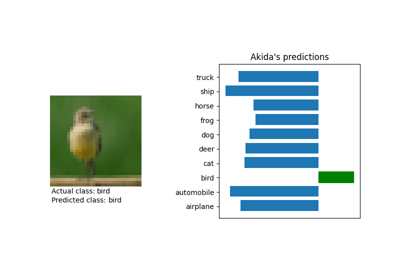 Akida's predictions
truck
ship
horse
frog
dog
deer
cat
bird
automobile
airplane
Actual class: bird
Predicted class: bird